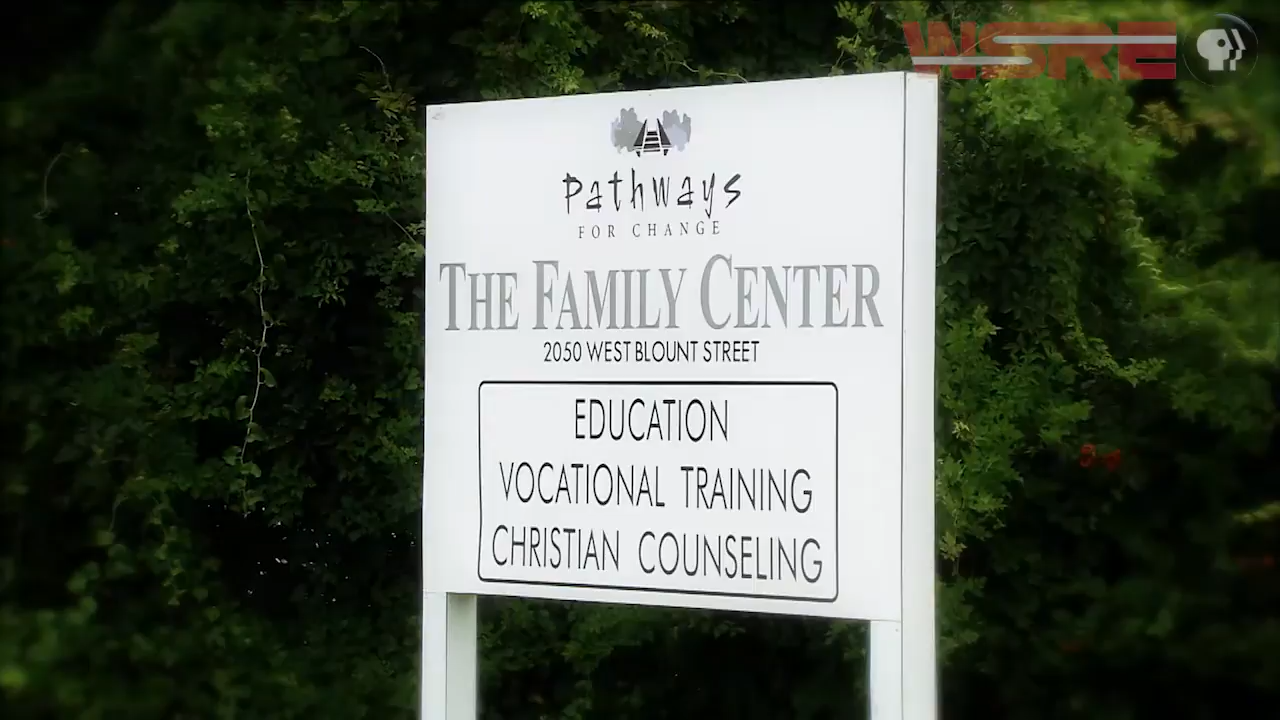 WSRE
Pathways
FOR CHANGE
THE FAMILY CENTER
2050 WEST BLOUNT STREET
EDUCATION
VOCATIONAL TRAINING
CHRISTIAN COUNSELING